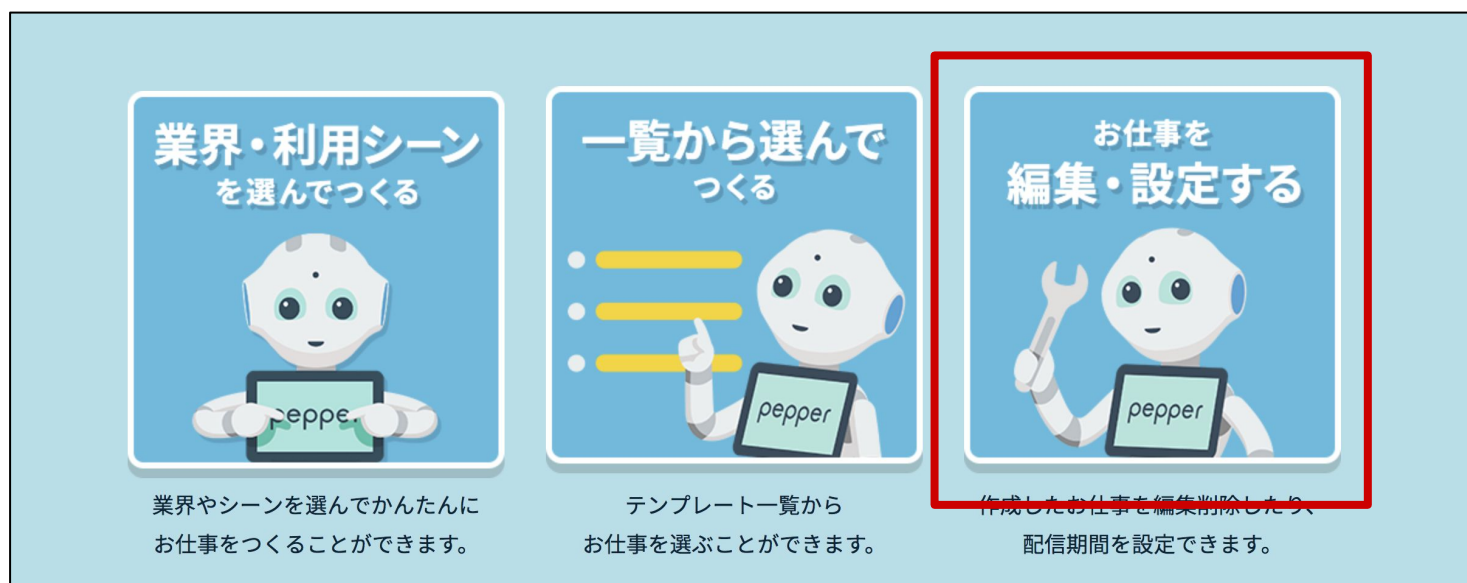 業界・利用シーン
を選んでつくる
pepper
業界やシーンを選んでかんたんに
お仕事をつくることができます。
一覧から選んで
つくる
pepper
テンプレート一覧から
お仕事を選ぶことができます。
お仕事を
編集・設定する
pepper
作成したお仕事を編集削除したり、
配信期間を設定できます。